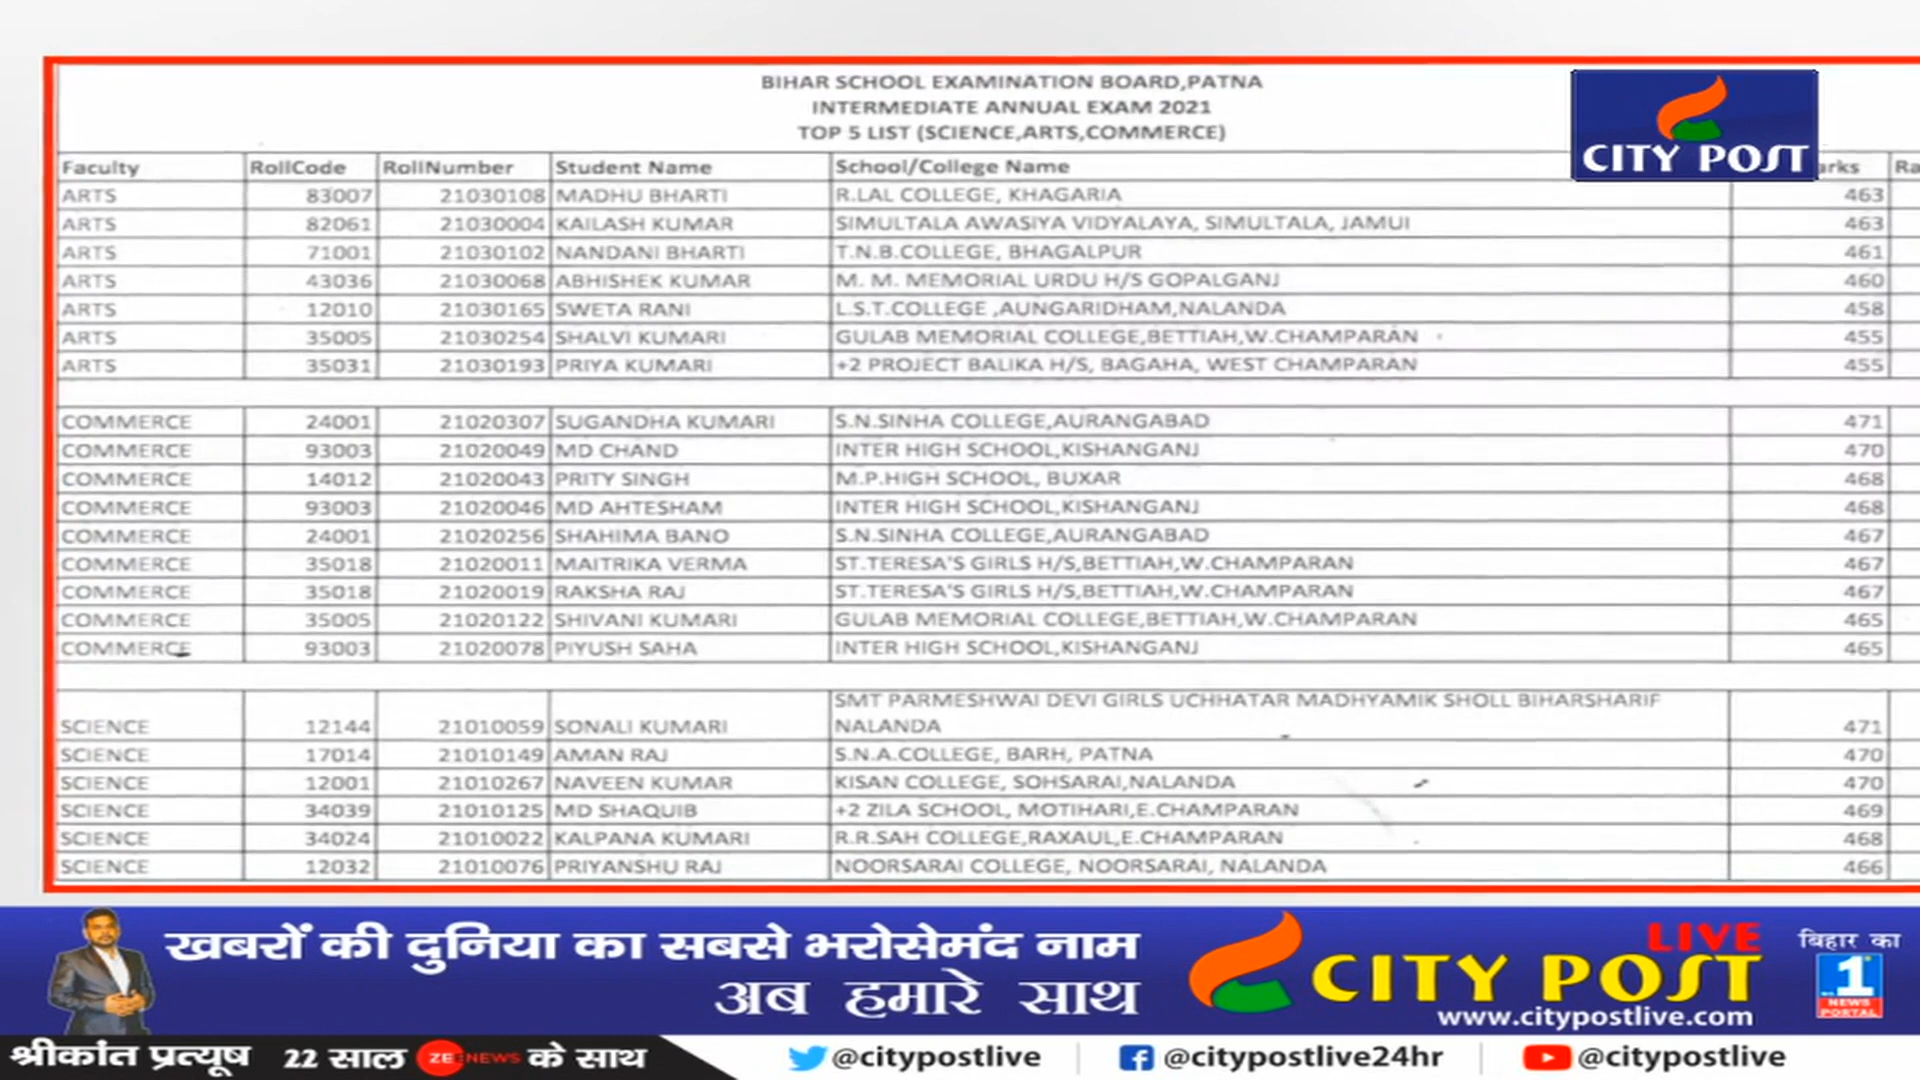 BIHAR SCHOOL EXAMINATION BOARD,PATNA
INTERMEDIATE ANNUAL EXAM 2021
TOP 5 LIST (SCIENCE,ARTS,COMMERCE)
CITY POST
Faculty RollCode RollNumber Student Name School/College Name arks Ra
ARTS 83007 21030108 MADHU BHARTI R.LAL COLLEGE, KHAGARIA 463
ARTS 82061 21030004 KAILASH KUMAR SIMULTALA AWASIYA VIDYALAYA, SIMULTALA, JAMUI 463
ARTS 71001 21030102 NANDANI BHARTI T.N.B.COLLEGE, BHAGALPUR 461
ARTS 43036 21030068 ABHISHEK KUMAR M. M. MEMORIAL URDU H/S GOPALGANJ 460
ARTS 12010 21030165 SWETA RANI L.S.T.COLLEGE ,AUNGARIDHAM,NALANDA 458
ARTS 35005 21030254 SHALVI KUMARI GULAB MEMORIAL COLLEGE,BETTIAH,W.CHAMPARAN 455
ARTS 35031 21030193 PRIYA KUMARI +2 PROJECT BALIKA H/S, BAGAHA, WEST CHAMPARAN 455
COMMERCE 24001 21020307 SUGANDHA KUMARI S.N.SINHA COLLEGE,AURANGABAD 471
COMMERCE 93003 21020049 MD CHAND INTER HIGH SCHOOL,KISHANGANJ 470
COMMERCE 14012 21020043 PRITY SINGH M.P.HIGH SCHOOL, BUXAR 468
COMMERCE 93003 21020046 MD AHTESHAM INTER HIGH SCHOOL,KISHANGANJ 468
COMMERCE 24001 21020256 SHAHIMA BANO S.N.SINHA COLLEGE,AURANGABAD 467
COMMERCE 35018 21020011 MAITRIKA VERMA ST.TERESA'S GIRLS H/S,BETTIAH,W.CHAMPARAN 467
COMMERCE 35018 21020019 RAKSHA RAJ ST.TERESA'S GIRLS H/S,BETTIAH,W.CHAMPARAN 467
COMMERCE 35005 21020122 SHIVANI KUMARI GULAB MEMORIAL COLLEGE,BETTIAH,W.CHAMPARAN 465
COMMERCE 93003 21020078 PIYUSH SAHA INTER HIGH SCHOOL,KISHANGANJ 465
SMT PARMESHWAI DEVI GIRLS UCHHATAR MADHYAMIK SHOLL BIHARSHARIF
SCIENCE 12144 21010059 SONALI KUMARI NALANDA 471
SCIENCE 17014 21010149 AMAN RAJ S.N.A.COLLEGE, BARH, PATNA 470
SCIENCE 12001 21010267 NAVEEN KUMAR KISAN COLLEGE, SOHSARAI,NALANDA 470
SCIENCE 34039 21010125 MD SHAQUIB +2 ZILA SCHOOL, MOTIHARI,E.CHAMPARAN 469
SCIENCE 34024 21010022 KALPANA KUMARI R.R.SAH COLLEGE,RAXAUL,E.CHAMPARAN 468
SCIENCE 12032 21010076 PRIYANSHU RAJ NOORSARAI COLLEGE, NOORSARAI, NALANDA 466
खबरों की दुनिया का सबसे भरोसेमंद नाम
अब हमारे साथ
LIVE
CITY POST
www.citypostlive.com
बिहार का
1
NEWS
PORTAL
श्रीकांत प्रत्यूष 22 साल ZEE NEWS के साथ
@citypostlive @citypostlive24hr @citypostlive